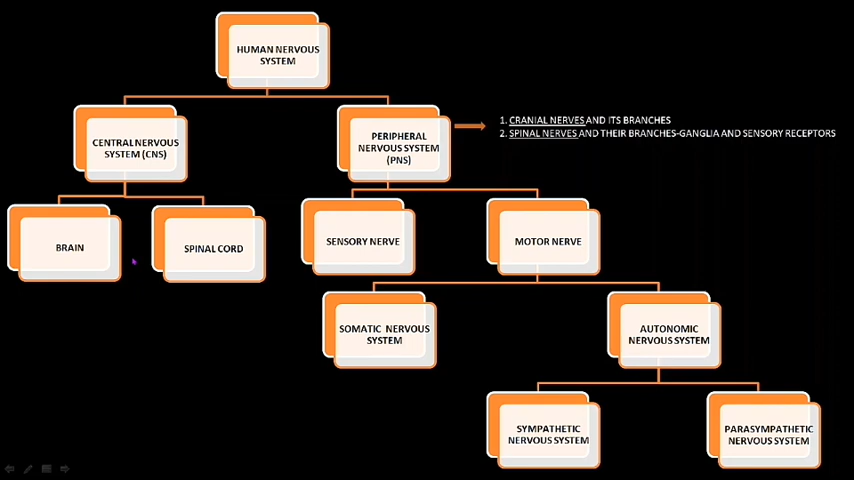 HUMAN NERVOUS
SYSTEM
CENTRAL NERVOUS
SYSTEM (CNS)
PERIPHERAL
NERVOUS SYSTEM
(PNS)
1. CRANIAL NERVES AND ITS BRANCHES
2. SPINAL NERVES AND THEIR BRANCHES-GANGLIA AND SENSORY RECEPTORS
BRAIN
SPINAL CORD
SENSORY NERVE
MOTOR NERVE
SOMATIC NERVOUS
SYSTEM
AUTONOMIC
NERVOUS SYSTEM
SYMPATHETIC
NERVOUS SYSTEM
PARASYMPATHETIC
NERVOUS SYSTEM